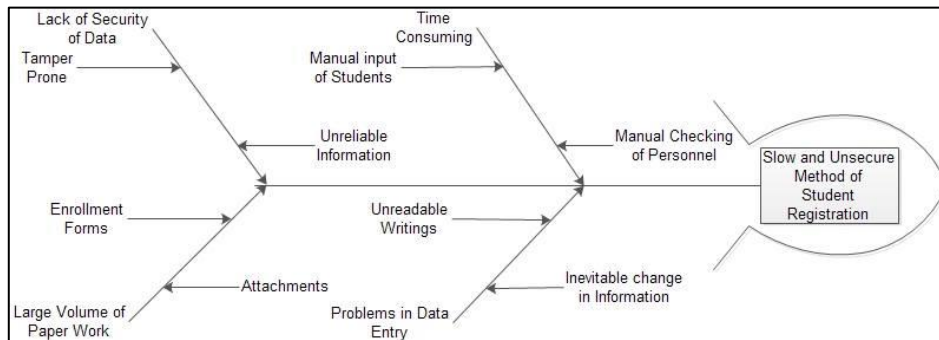 Lack of Security
of Data
Tamper
Prone
Unreliable
Information
Time
Consuming
Manual input
of Students
Manual Checking
of Personnel
Slow and Unsecure
Method of
Student
Registration
Enrollment
Forms
Attachments
Large Volume of
Paper Work
Unreadable
Writings
Inevitable change
in Information
Problems in Data
Entry